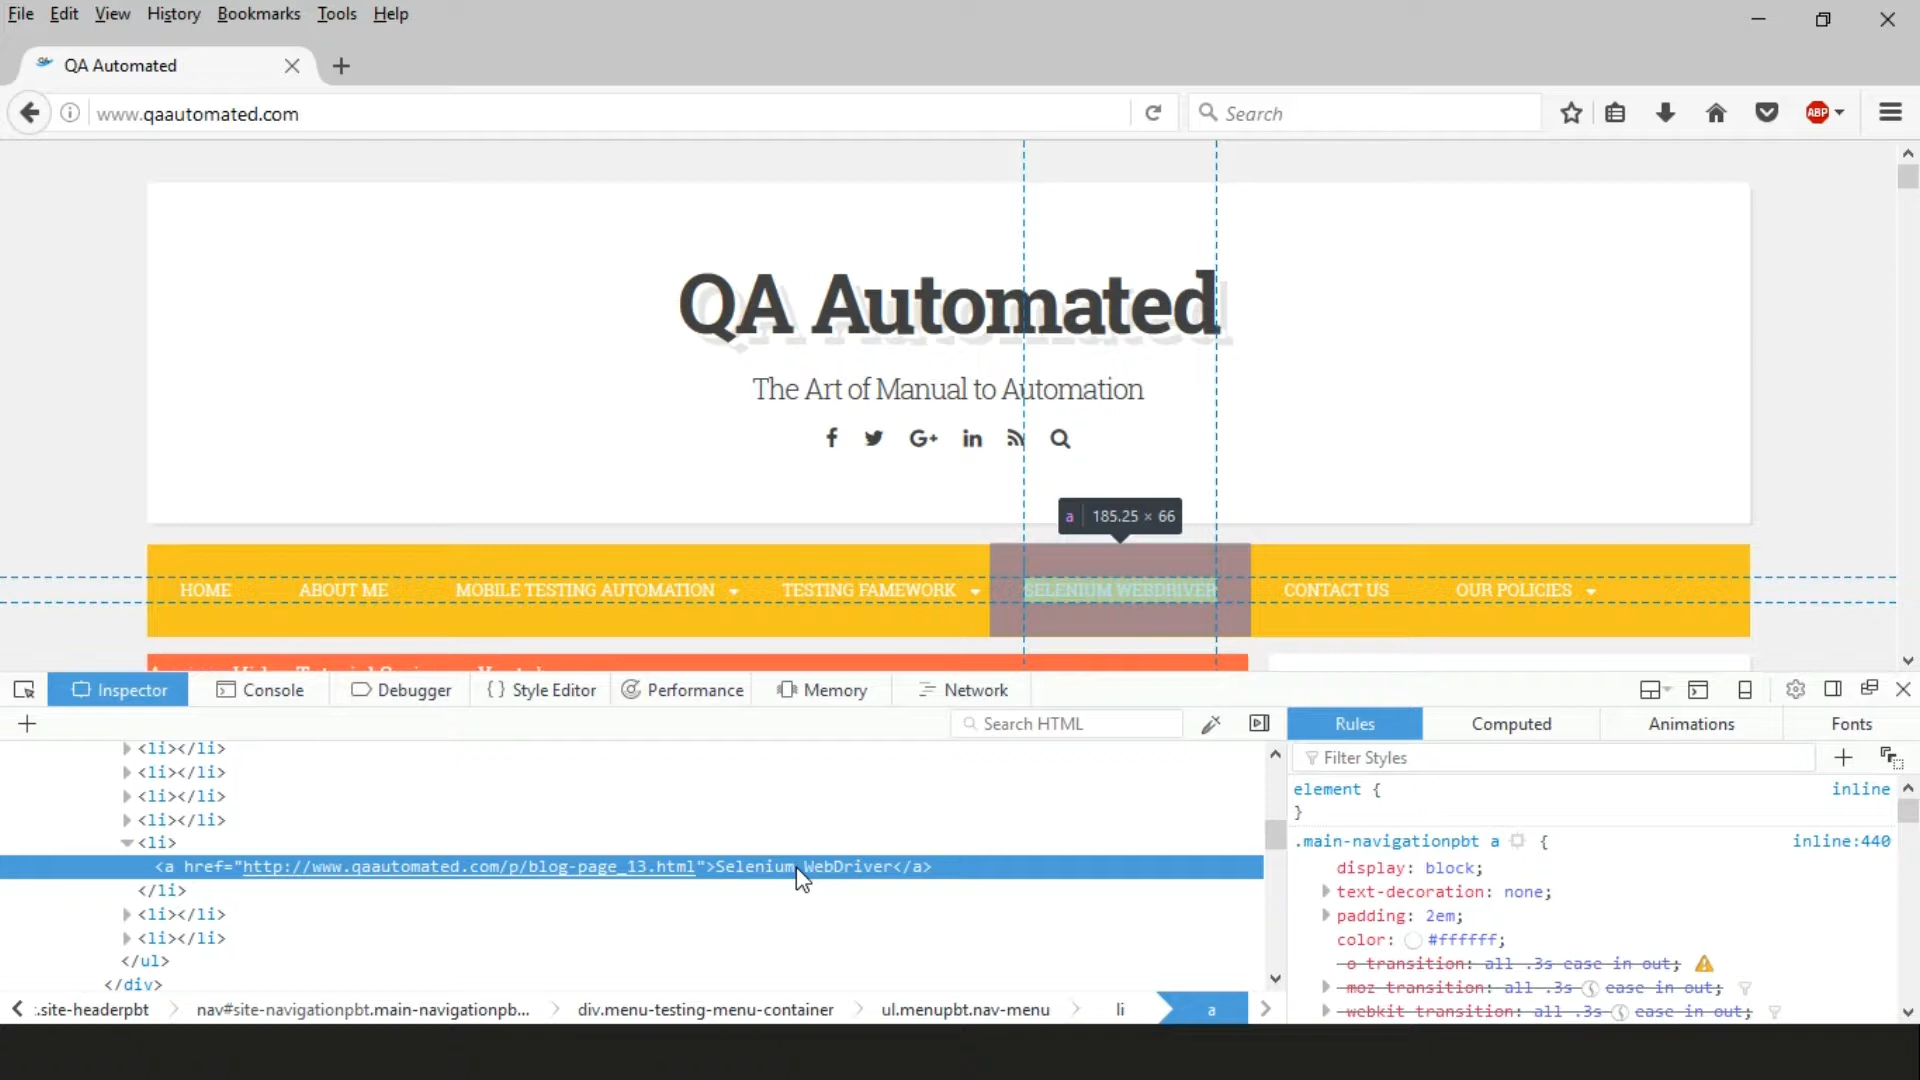 File Edit View History Bookmarks Tools Help
QA Automated
www.qaautomated.com
Search
ABP
QA Automated
The Art of Manual to Automation
a 185.25 × 66
HOME ABOUT ME MOBILE TESTING AUTOMATION TESTING FAMEWORK SELENIUM WEBDRIVER CONTACT US OUR POLICIES
Inspector Console Debugger Style Editor Performance Memory Network
Search HTML
Rules Computed Animations Fonts
Filter Styles
<li></li>
<li></li>
<li></li>
<li></li>
<li>
<a href="http://www.qaautomated.com/p/blog-page_13.html">Selenium WebDriver</a>
</li>
<li></li>
<li></li>
</ul>
</div>
element { inline
}
.main-navigationpbt a { inline:440
display: block;
text-decoration: none;
padding: 2em;
color: #ffffff;
-o-transition: all .3s ease-in-out;
-moz-transition: all .3s ease-in-out;
-webkit-transition: all .3s ease-in-out;
:.site-headerpbt nav#site-navigationpbt.main-navigationpb... div.menu-testing-menu-container ul.menupbt.nav-menu li a